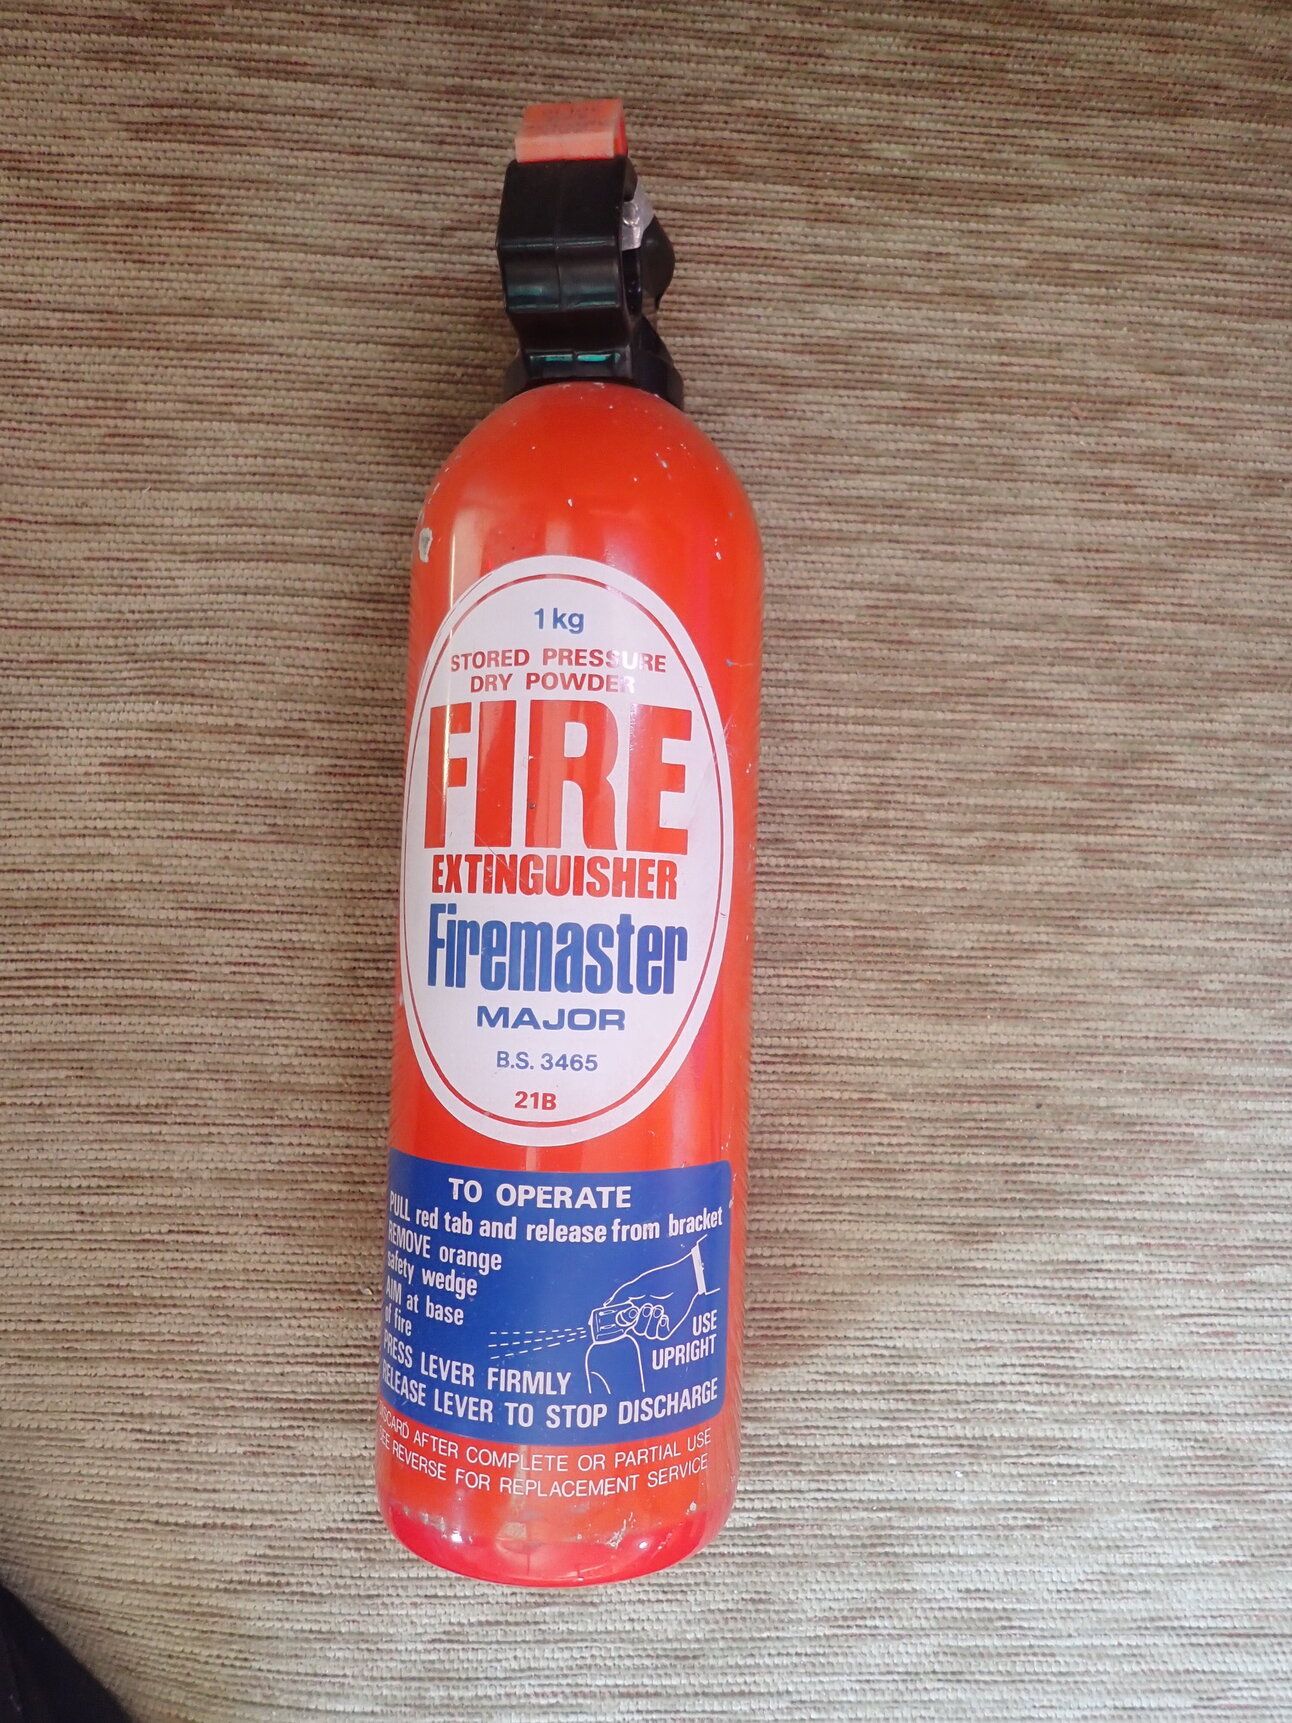 1 kg
STORED PRESSURE
DRY POWDER
FIRE
EXTINGUISHER
Firemaster
MAJOR
B.S. 3465
21B
TO OPERATE
PULL red tab and release from bracket
REMOVE orange
safety wedge
AIM at base
of fire
PRESS LEVER FIRMLY
RELEASE LEVER TO STOP DISCHARGE
USE
UPRIGHT
DISCARD AFTER COMPLETE OR PARTIAL USE
SEE REVERSE FOR REPLACEMENT SERVICE